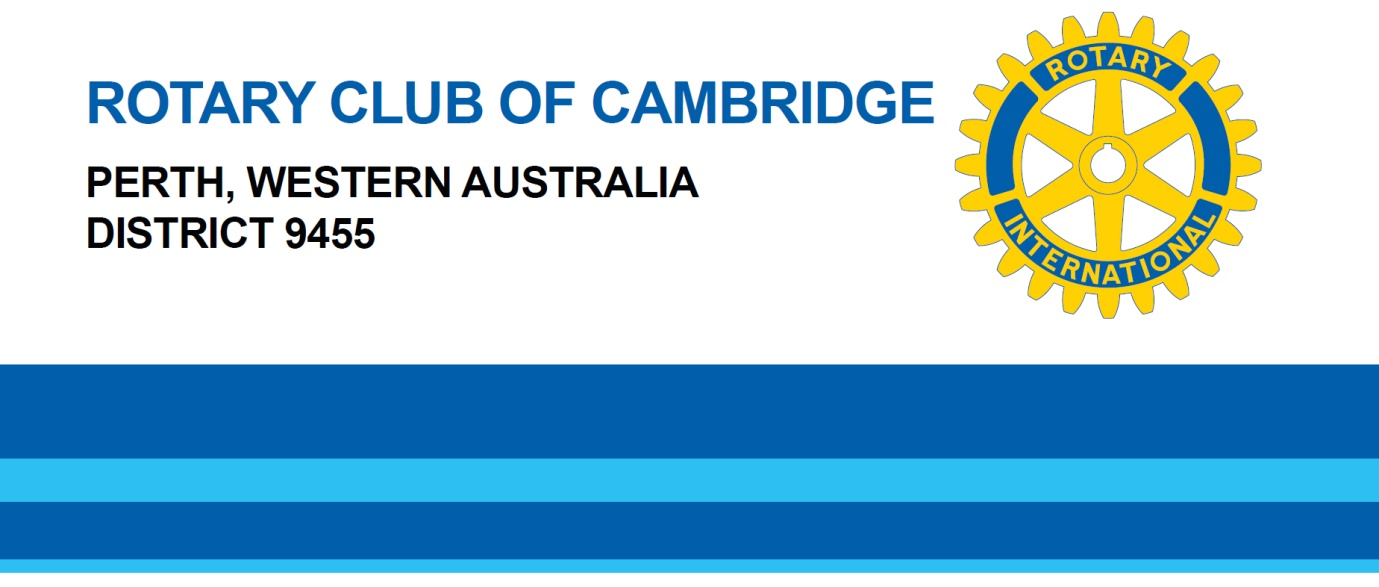 ROTARY CLUB OF CAMBRIDGE
PERTH, WESTERN AUSTRALIA
DISTRICT 9455
ROTARY
INTERNATIONAL